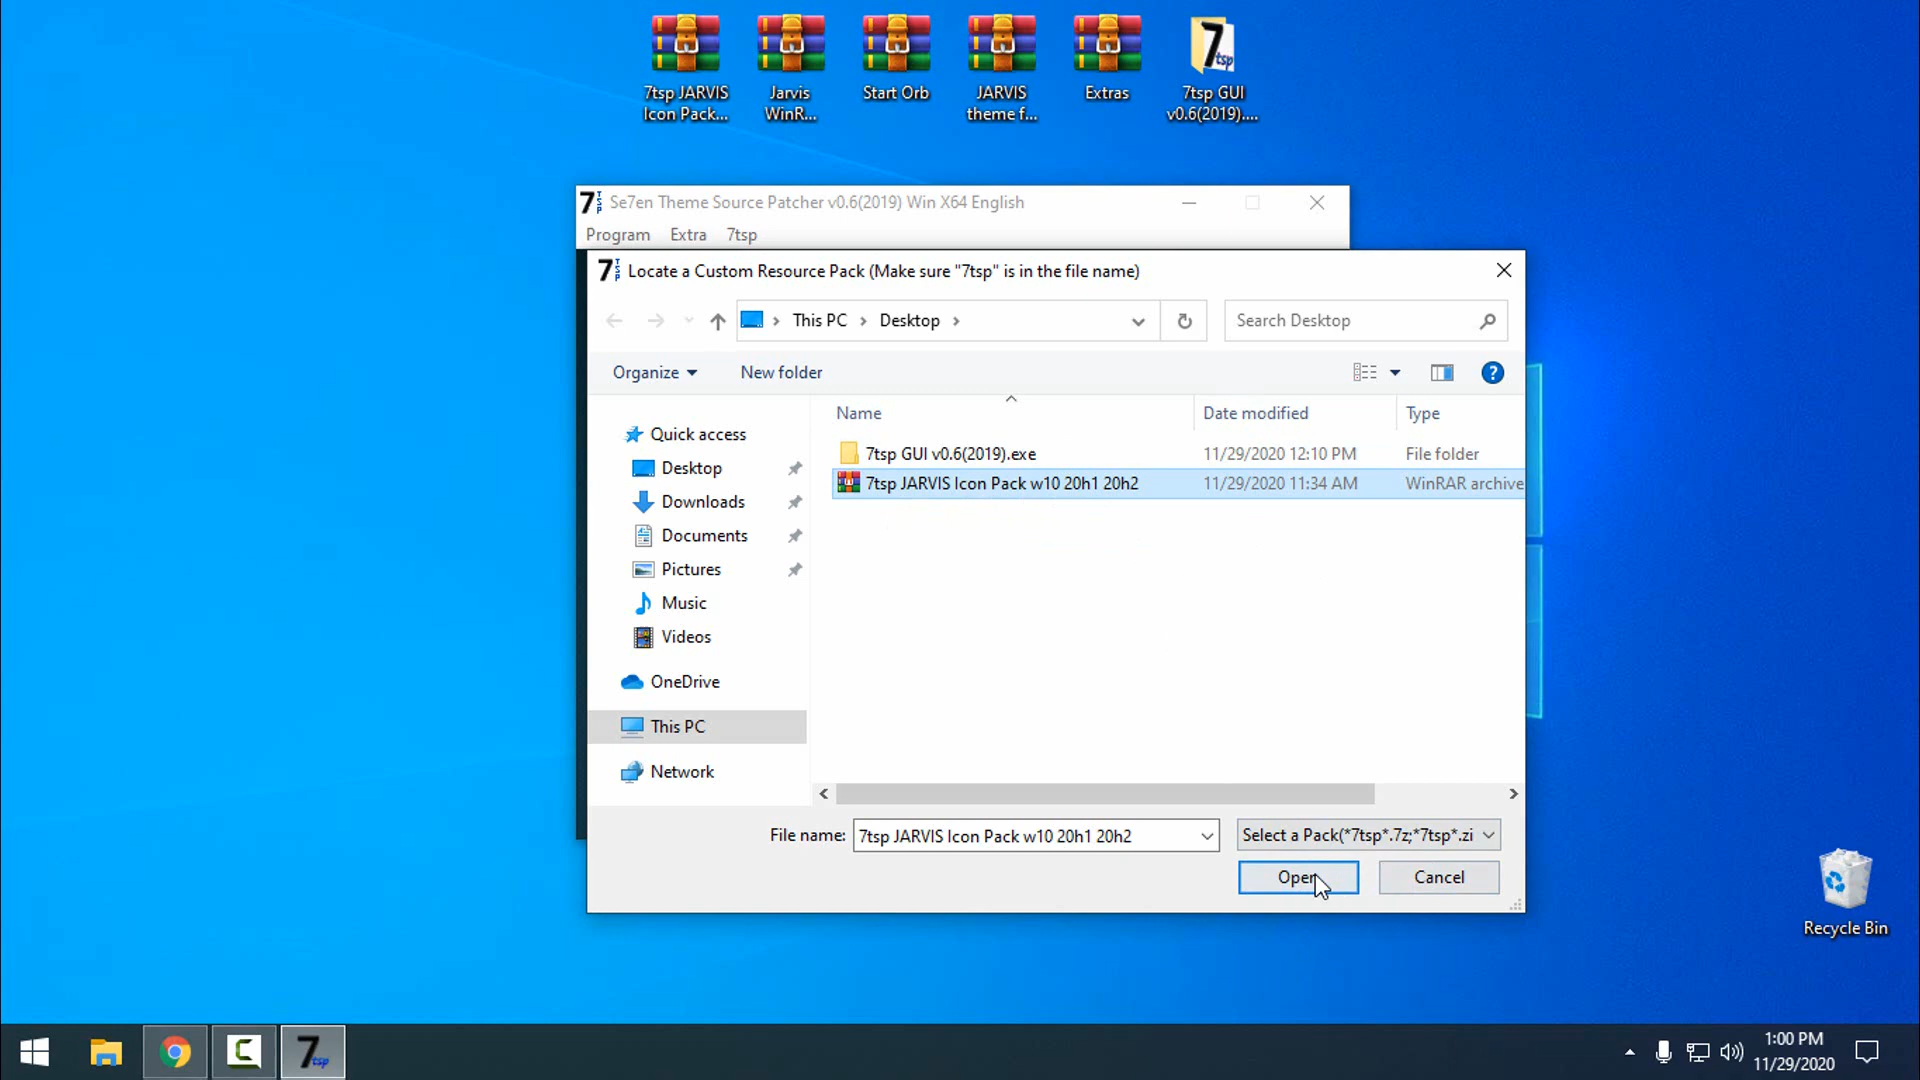 7tsp JARVIS
Icon Pack...
Jarvis
WinR...
Start Orb
JARVIS
theme f...
Extras
7tsp
7tsp GUI
v0.6(2019)....
7
TSP
Se7en Theme Source Patcher v0.6(2019) Win X64 English
Program Extra 7tsp
7
TSP
Locate a Custom Resource Pack (Make sure "7tsp" is in the file name)
> This PC > Desktop >
Search Desktop
Organize
New folder
?
Name
Date modified
Type
Quick access
Desktop
Downloads
Documents
Pictures
Music
Videos
OneDrive
This PC
Network
7tsp GUI v0.6(2019).exe 11/29/2020 12:10 PM File folder
7tsp JARVIS Icon Pack w10 20h1 20h2 11/29/2020 11:34 AM WinRAR archive
File name: 7tsp JARVIS Icon Pack w10 20h1 20h2
Select a Pack(*7tsp*.7z;*7tsp*.zi
Open
Cancel
Recycle Bin
C
7tsp
1:00 PM
11/29/2020